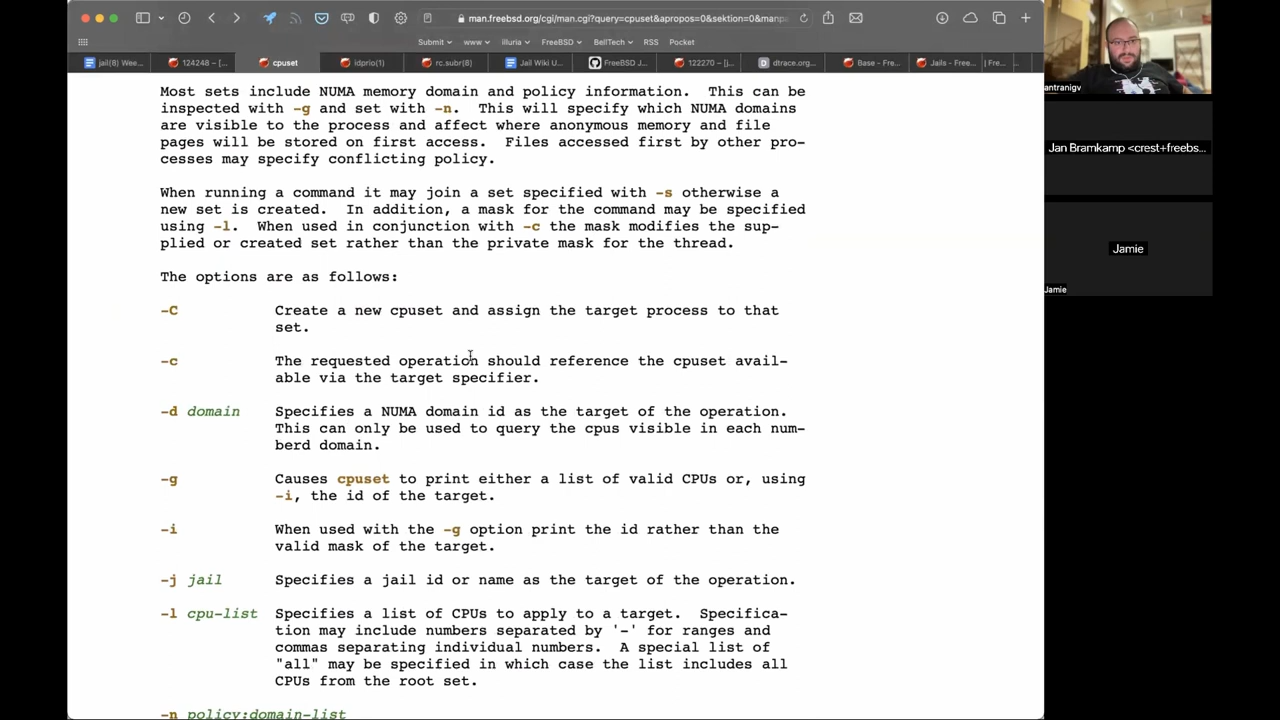 man.freebsd.org/cgi/man.cgi?query=cpuset&apropos=0&sektion=0&manpa
Submit www illuria FreeBSD BellTech RSS Pocket
jail(8) Wee... 124248 – [... cpuset idprio(1) rc.subr(8) Jail Wiki U... FreeBSD J... 122270 – [j... dtrace.org... Base - Fre... Jails - Free... | Fre...
Most sets include NUMA memory domain and policy information. This can be
inspected with -g and set with -n. This will specify which NUMA domains
are visible to the process and affect where anonymous memory and file
pages will be stored on first access. Files accessed first by other pro-
cesses may specify conflicting policy.
When running a command it may join a set specified with -s otherwise a
new set is created. In addition, a mask for the command may be specified
using -l. When used in conjunction with -c the mask modifies the sup-
plied or created set rather than the private mask for the thread.
The options are as follows:
-C Create a new cpuset and assign the target process to that
set.
-c The requested operation should reference the cpuset avail-
able via the target specifier.
-d domain Specifies a NUMA domain id as the target of the operation.
This can only be used to query the cpus visible in each num-
berd domain.
-g Causes cpuset to print either a list of valid CPUs or, using
-i, the id of the target.
-i When used with the -g option print the id rather than the
valid mask of the target.
-j jail Specifies a jail id or name as the target of the operation.
-l cpu-list Specifies a list of CPUs to apply to a target. Specifica-
tion may include numbers separated by '-' for ranges and
commas separating individual numbers. A special list of
"all" may be specified in which case the list includes all
CPUs from the root set.
-n policy:domain-list
antranigv
Jan Bramkamp <crest+freebs...
Jamie
Jamie